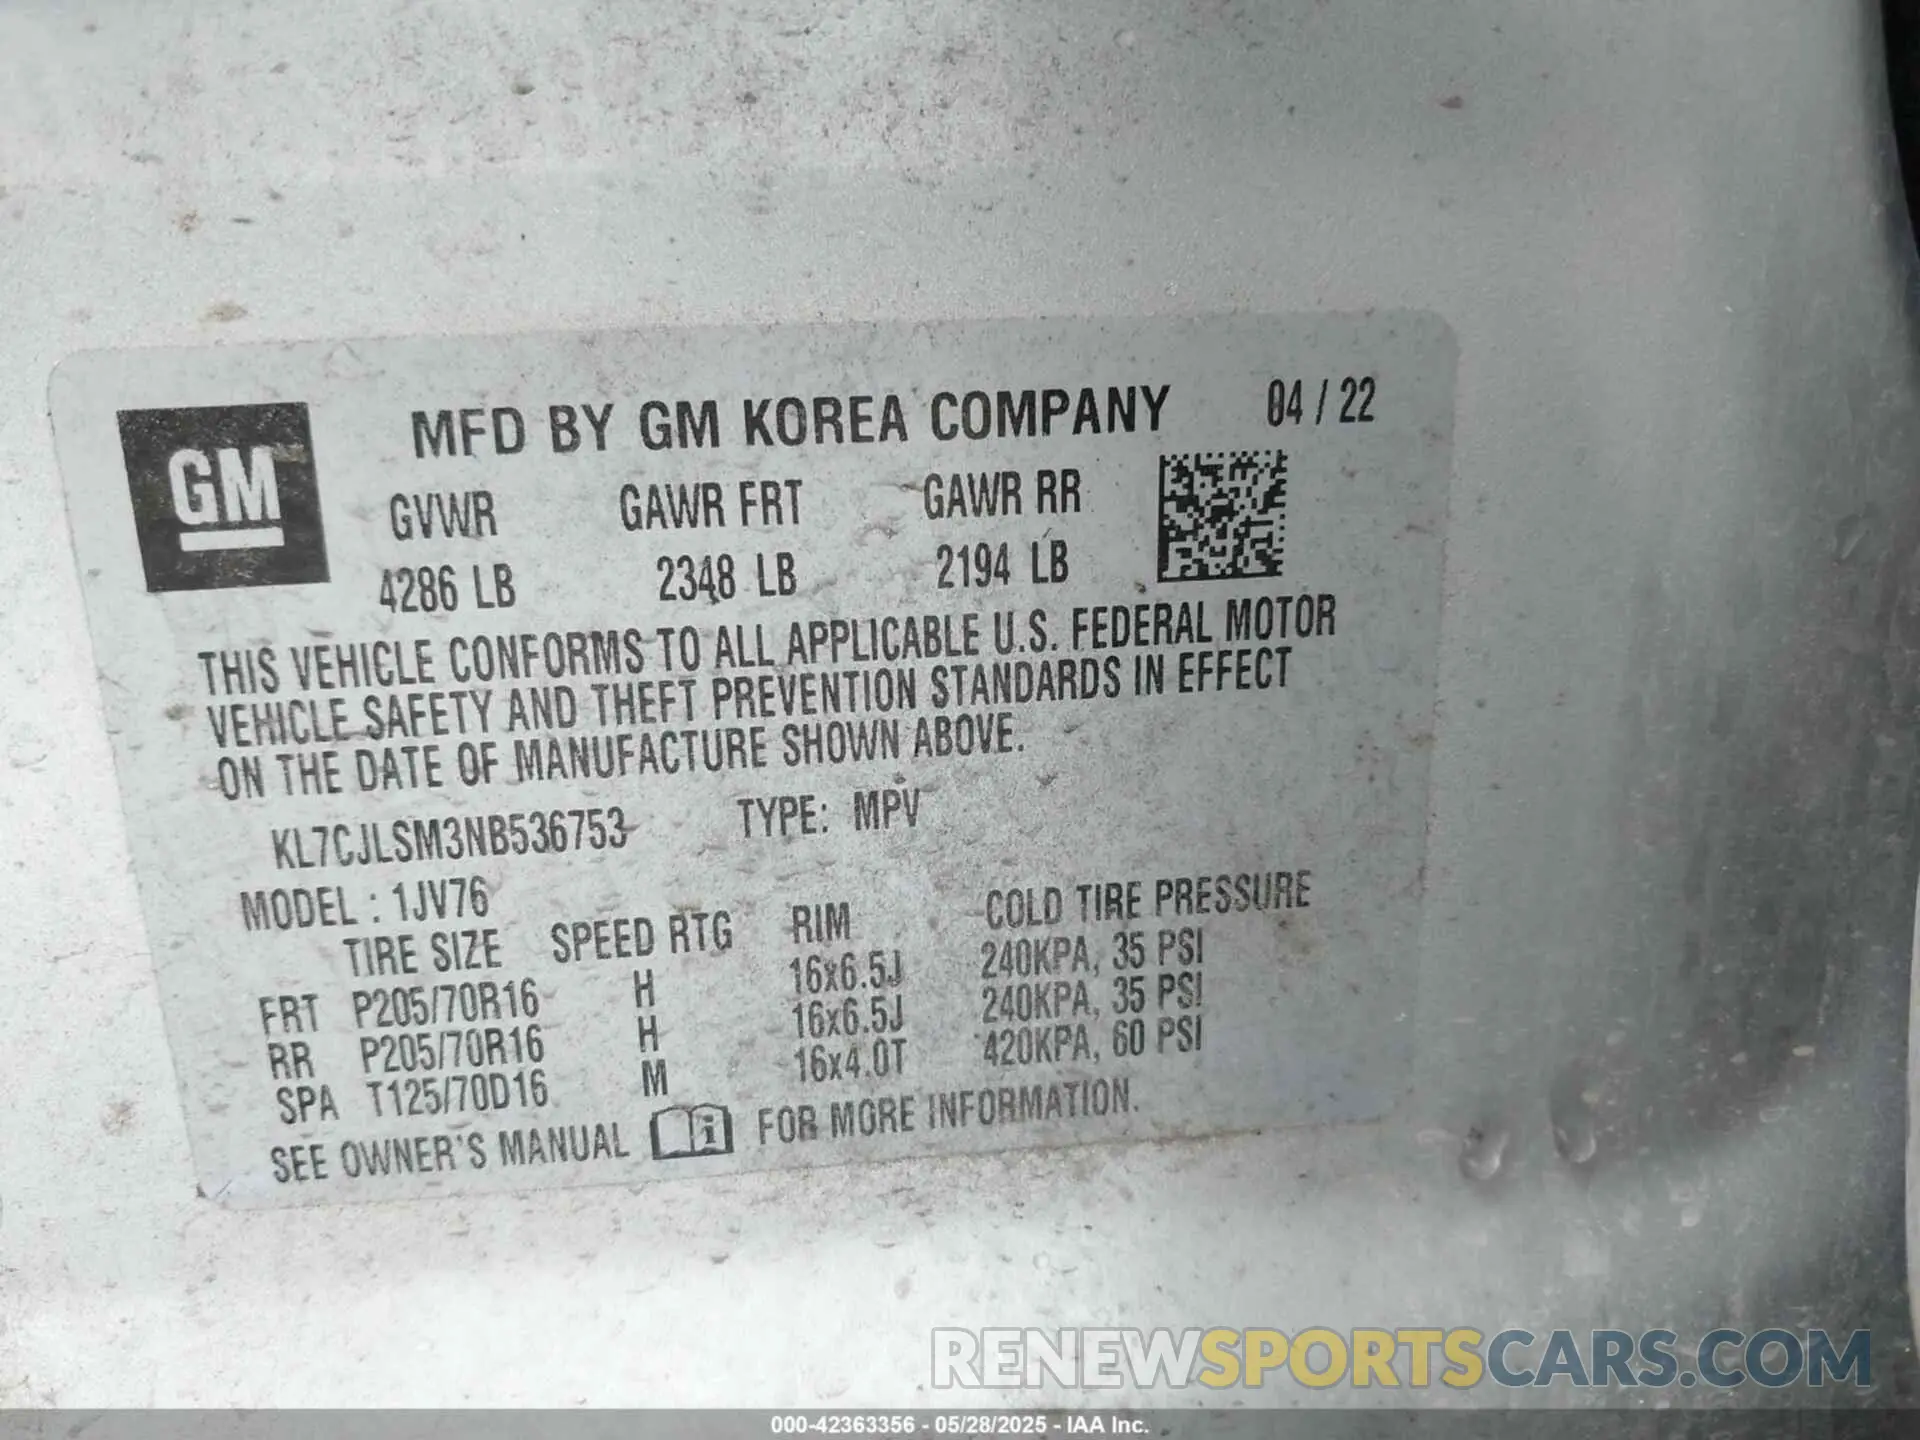 GM
MFD BY GM KOREA COMPANY 04 / 22
GVWR GAWR FRT GAWR RR
4286 LB 2348 LB 2194 LB
THIS VEHICLE CONFORMS TO ALL APPLICABLE U.S. FEDERAL MOTOR
VEHICLE SAFETY AND THEFT PREVENTION STANDARDS IN EFFECT
ON THE DATE OF MANUFACTURE SHOWN ABOVE.
KL7CJLSM3NB536753 TYPE: MPV
MODEL : 1JV76
TIRE SIZE SPEED RTG RIM COLD TIRE PRESSURE
FRT P205/70R16 H 16x6.5J 240KPA, 35 PSI
RR P205/70R16 H 16x6.5J 240KPA, 35 PSI
SPA T125/70D16 M 16x4.0T 420KPA, 60 PSI
SEE OWNER'S MANUAL i FOR MORE INFORMATION.
RENEWSPORTSCARS.COM
000-42363356 - 05/28/2025 - IAA Inc.